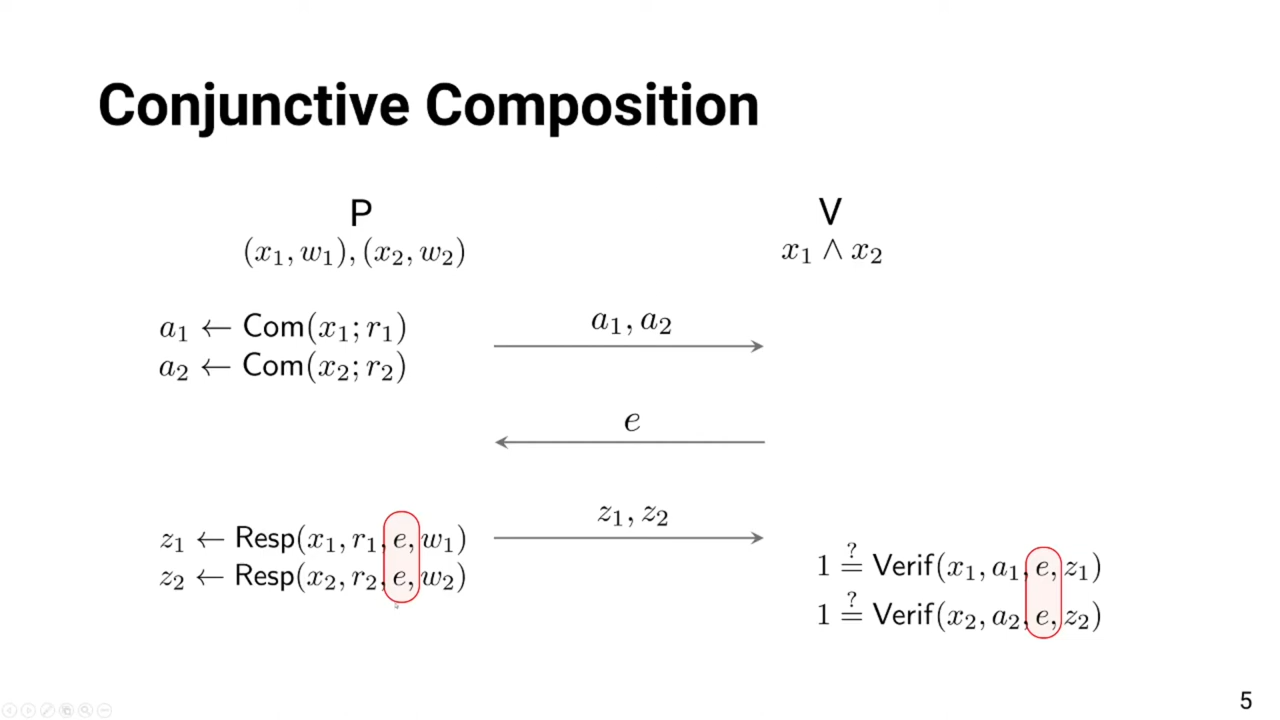 Conjunctive Composition
P
V
(x₁, w₁), (x₂, w₂)
x₁ ∧ x₂
a₁ ← Com(x₁; r₁)
a₂ ← Com(x₂; r₂)
a₁, a₂
e
z₁ ← Resp(x₁, r₁, e, w₁)
z₂ ← Resp(x₂, r₂, e, w₂)
z₁, z₂
1 ≟ Verif(x₁, a₁, e, z₁)
1 ≟ Verif(x₂, a₂, e, z₂)
5